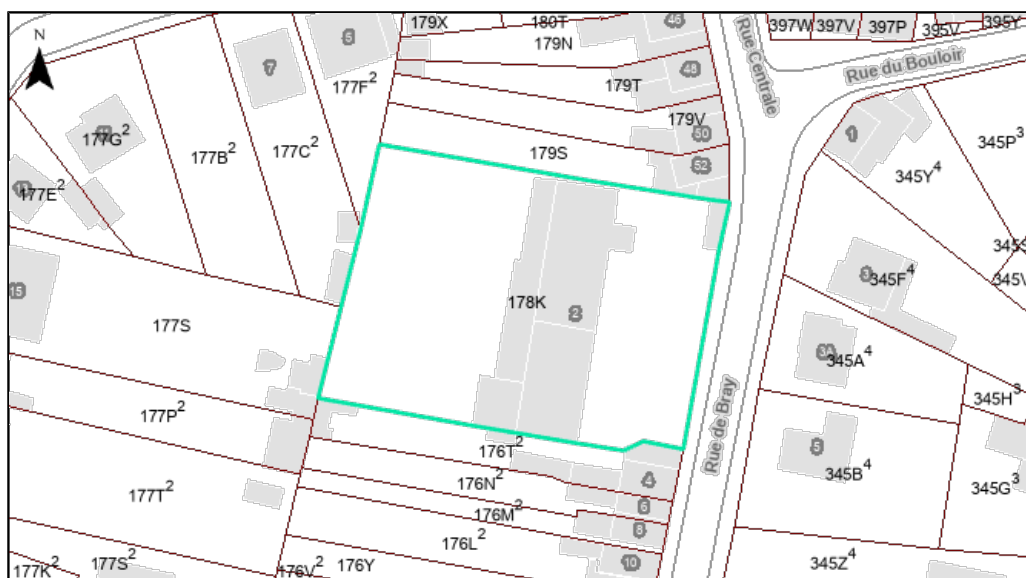 179X
180T
46
397W
397V
397P
395V
395Y
N
179N
6
Rue Centrale
Rue du Bouloir
7
48
177F²
179T
179V
50
1
345P³
177G²
177B²
177C²
179S
52
345Y⁴
11
177E²
345S
3
345F⁴
345V
15
178K
2
177S
3A
345A⁴
345H³
177P²
Rue de Bray
176T²
5
345B⁴
177T²
176N²
4
345G³
6
176M²
8
176L²
177K²
177S²
176V²
176Y
10
345Z⁴